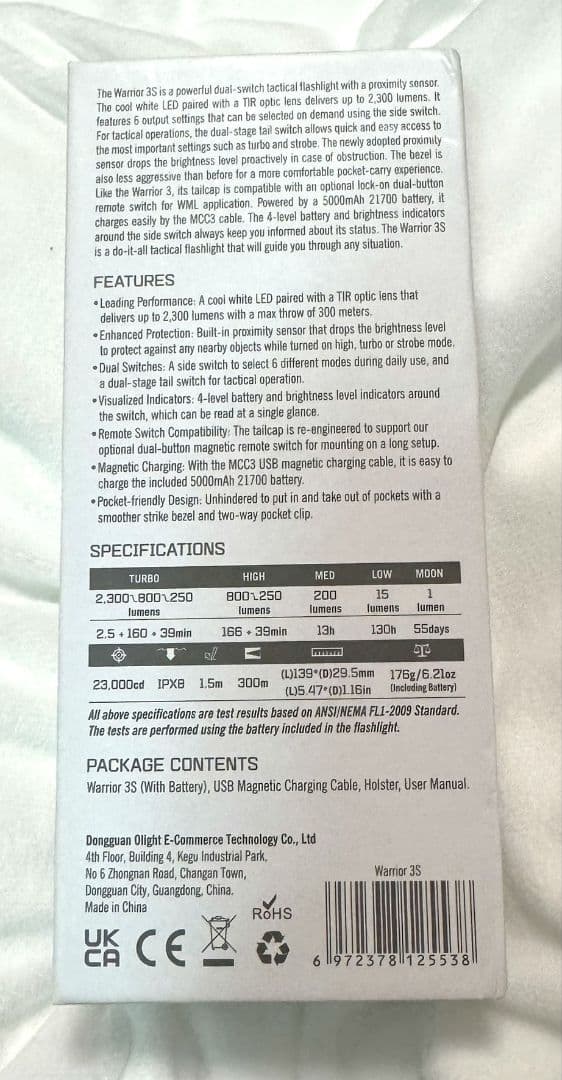 The Warrior 3S is a powerful dual-switch tactical flashlight with a proximity sensor.
The cool white LED paired with a TIR optic lens delivers up to 2,300 lumens. It
features 6 output settings that can be selected on demand using the side switch.
For tactical operations, the dual-stage tail switch allows quick and easy access to
the most important settings such as turbo and strobe. The newly adopted proximity
sensor drops the brightness level proactively in case of obstruction. The bezel is
also less aggressive than before for a more comfortable pocket-carry experience.
Like the Warrior 3, its tailcap is compatible with an optional lock-on dual-button
remote switch for WML application. Powered by a 5000mAh 21700 battery, it
charges easily by the MCC3 cable. The 4-level battery and brightness indicators
around the side switch always keep you informed about its status. The Warrior 3S
is a do-it-all tactical flashlight that will guide you through any situation.
FEATURES
• Loading Performance: A cool white LED paired with a TIR optic lens that
delivers up to 2,300 lumens with a max throw of 300 meters.
• Enhanced Protection: Built-in proximity sensor that drops the brightness level
to protect against any nearby objects while turned on high, turbo or strobe mode.
• Dual Switches: A side switch to select 6 different modes during daily use, and
a dual-stage tail switch for tactical operation.
• Visualized Indicators: 4-level battery and brightness level indicators around
the switch, which can be read at a single glance.
• Remote Switch Compatibility: The tailcap is re-engineered to support our
optional dual-button magnetic remote switch for mounting on a long setup.
• Magnetic Charging: With the MCC3 USB magnetic charging cable, it is easy to
charge the included 5000mAh 21700 battery.
• Pocket-friendly Design: Unhindered to put in and take out of pockets with a
smoother strike bezel and two-way pocket clip.
SPECIFICATIONS
TURBO HIGH MED LOW MOON
2,300~800~250 800~250 200 15 1
lumens lumens lumens lumens lumen
2.5 + 160 + 39min 166 + 39min 13h 130h 55days
23,000cd IPX8 1.5m 300m (L)139*(D)29.5mm 176g/6.21oz
(L)5.47*(D)1.16in (Including Battery)
All above specifications are test results based on ANSI/NEMA FL1-2009 Standard.
The tests are performed using the battery included in the flashlight.
PACKAGE CONTENTS
Warrior 3S (With Battery), USB Magnetic Charging Cable, Holster, User Manual.
Dongguan Olight E-Commerce Technology Co., Ltd
4th Floor, Building 4, Kegu Industrial Park,
No 6 Zhongnan Road, Changan Town,
Dongguan City, Guangdong, China.
Made in China
Warrior 3S
RoHS
UK
CA CE
6 972378 125538